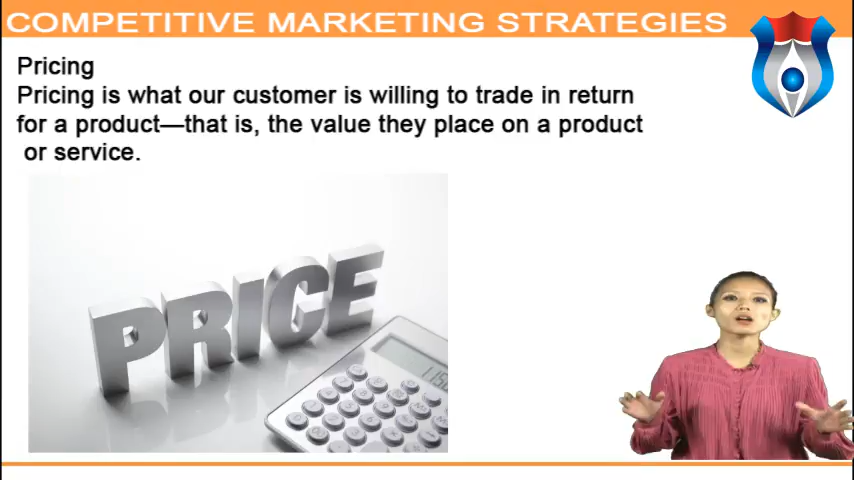 COMPETITIVE MARKETING STRATEGIES
Pricing
Pricing is what our customer is willing to trade in return
for a product—that is, the value they place on a product
or service.
PRICE